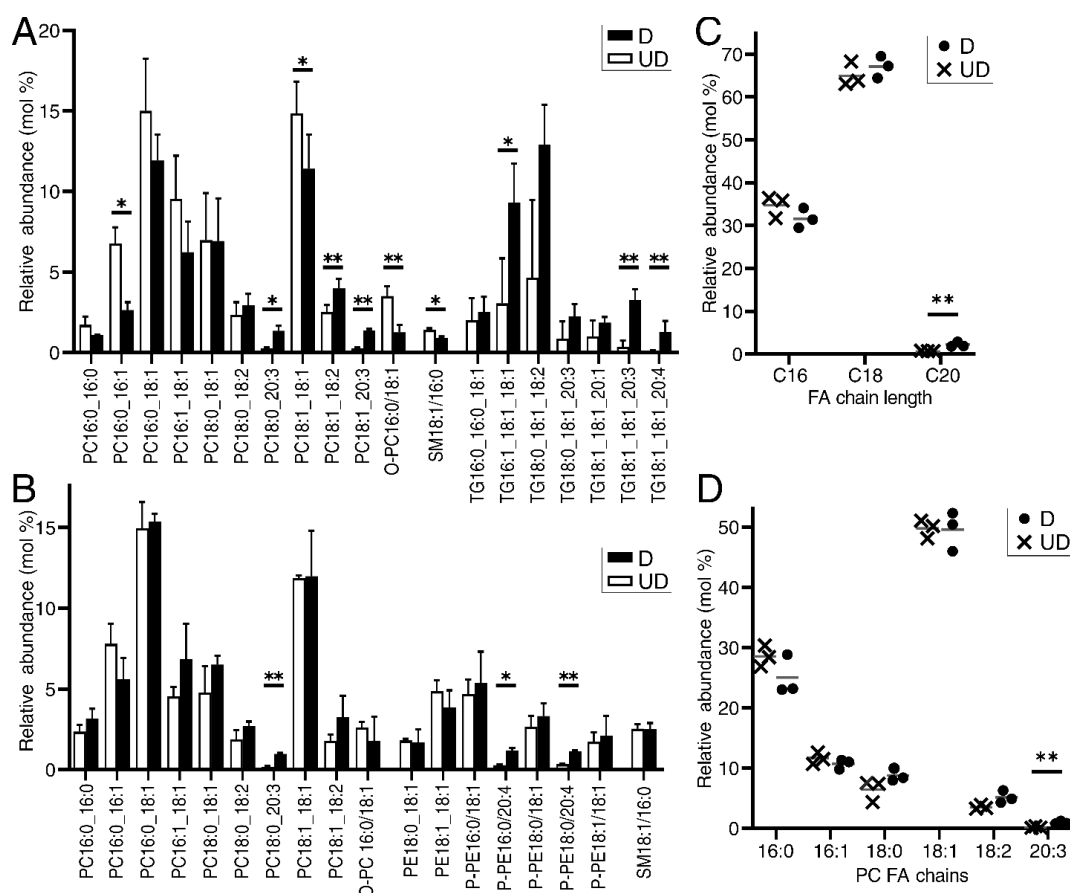 A
Relative abundance (mol %)
20
15
10
5
0
D
UD
*
*
*
**
**
**
*
*
**
**
PC16:0_16:0
PC16:0_16:1
PC16:0_18:1
PC16:1_18:1
PC18:0_18:1
PC18:0_18:2
PC18:0_20:3
PC18:1_18:1
PC18:1_18:2
PC18:1_20:3
O-PC16:0/18:1
SM18:1/16:0
TG16:0_16:0_18:1
TG16:1_18:1_18:1
TG18:0_18:1_18:2
TG18:0_18:1_20:3
TG18:1_18:1_20:1
TG18:1_18:1_20:3
TG18:1_18:1_20:4
B
Relative abundance (mol %)
15
10
5
0
D
UD
**
*
**
PC16:0_16:0
PC16:0_16:1
PC16:0_18:1
PC16:1_18:1
PC18:0_18:1
PC18:0_18:2
PC18:0_20:3
PC18:1_18:1
PC18:1_18:2
O-PC 16:0/18:1
PE18:0_18:1
PE18:1_18:1
P-PE16:0/18:1
P-PE16:0/20:4
P-PE18:0/18:1
P-PE18:0/20:4
P-PE18:1/18:1
SM18:1/16:0
C
Relative abundance (mol %)
70
60
50
40
30
20
10
0
D
UD
**
C16 C18 C20
FA chain length
D
Relative abundance (mol %)
50
40
30
20
10
0
D
UD
**
16:0 16:1 18:0 18:1 18:2 20:3
PC FA chains